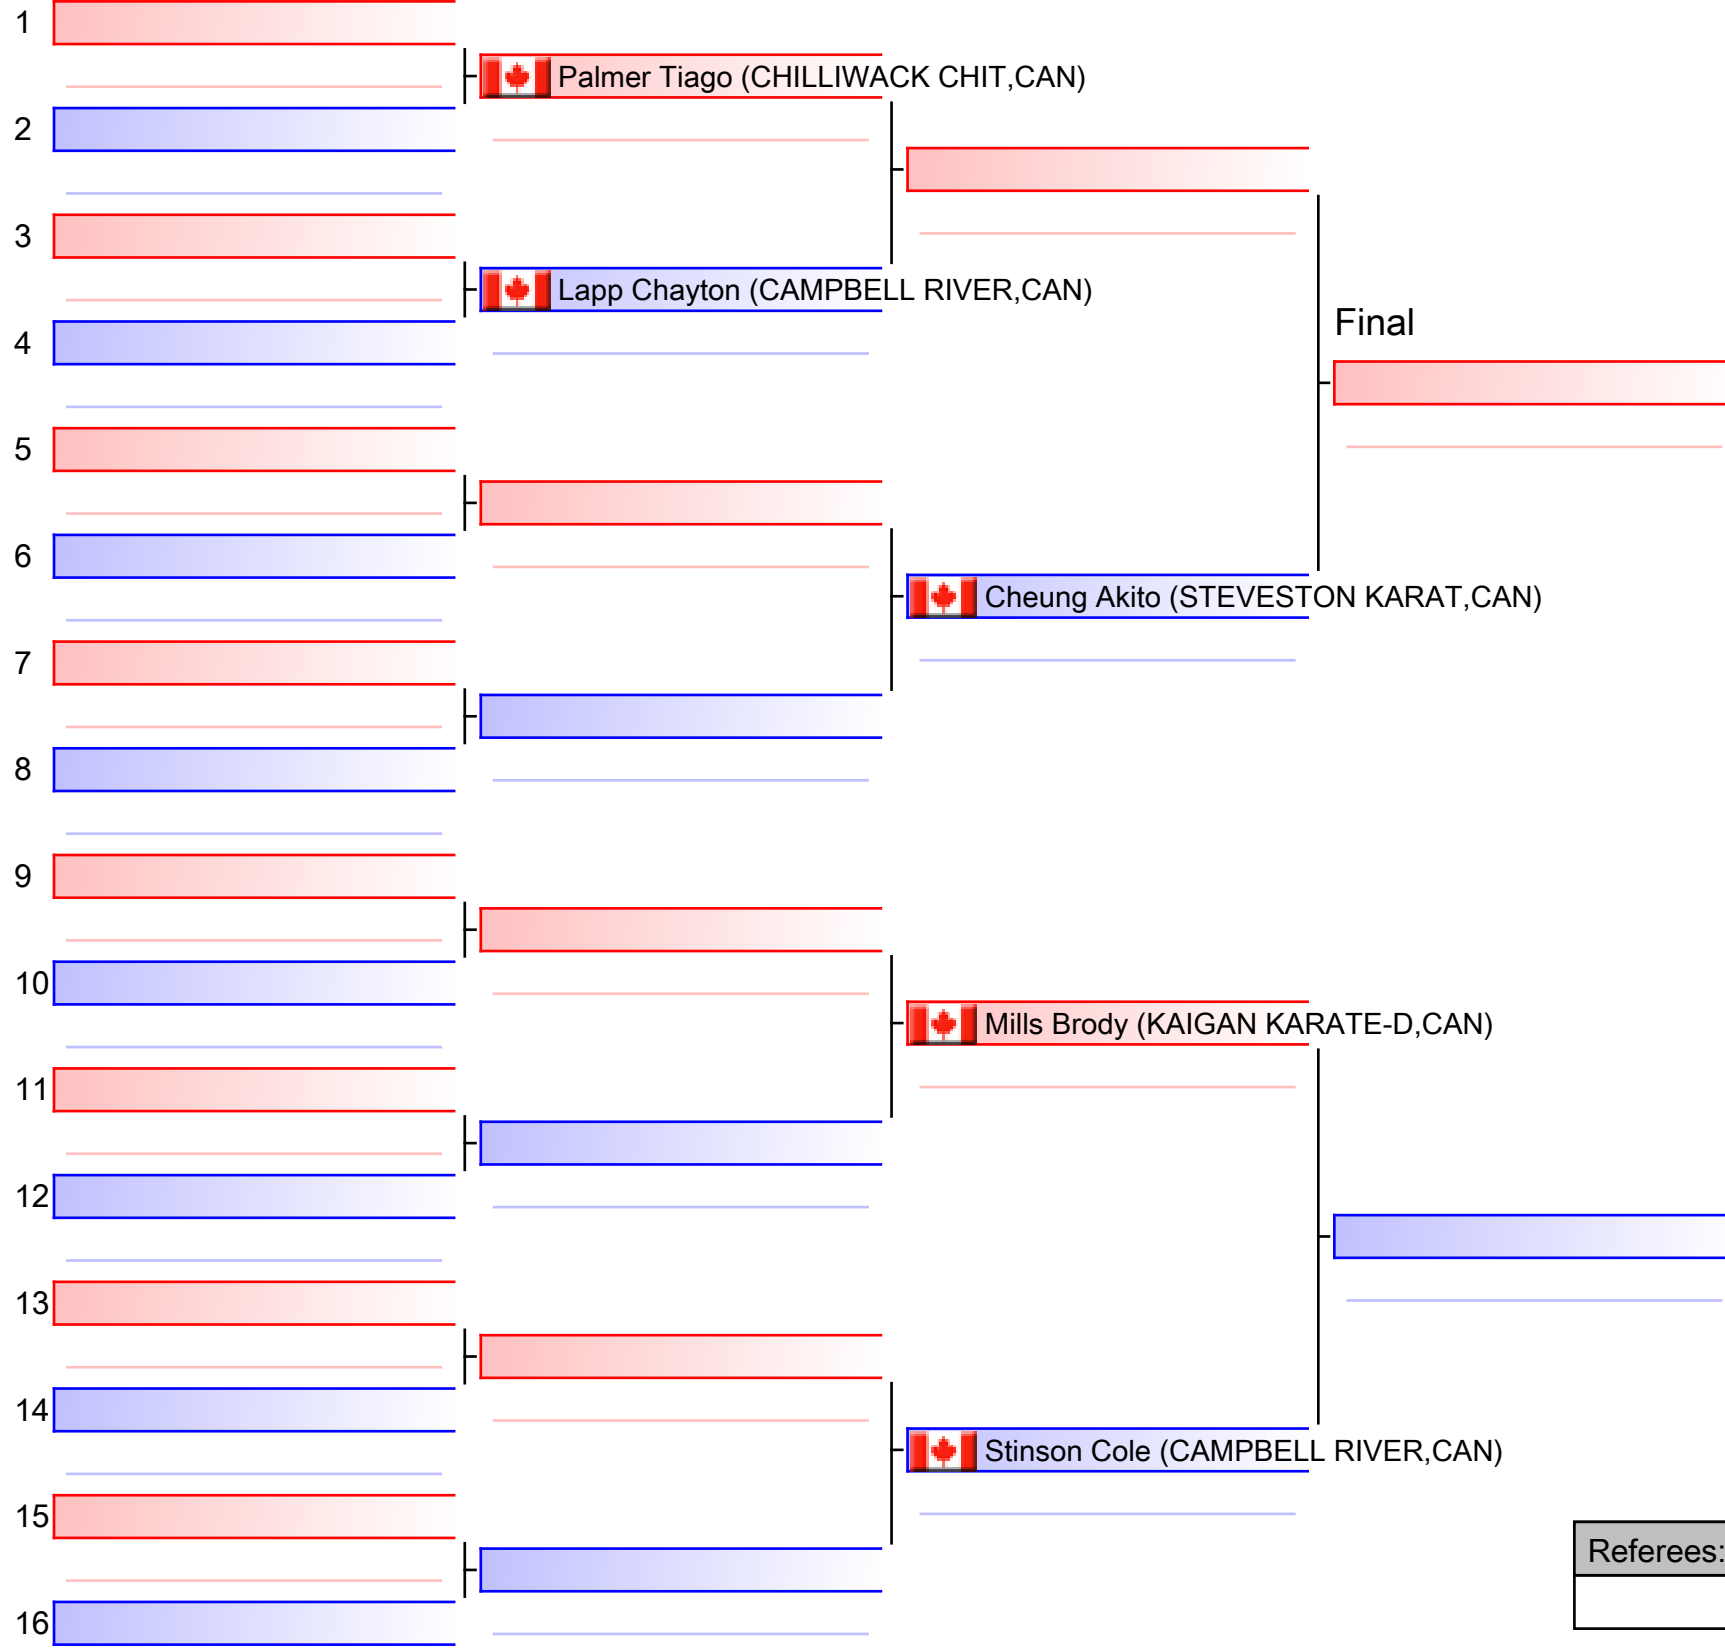 1
Palmer Tiago (CHILLIWACK CHIT,CAN)
2
3
Lapp Chayton (CAMPBELL RIVER,CAN)
Final
4
5
6
Cheung Akito (STEVESTON KARAT,CAN)
7
8
9
10
Mills Brody (KAIGAN KARATE-D,CAN)
11
12
13
14
Stinson Cole (CAMPBELL RIVER,CAN)
15
Referees:
16